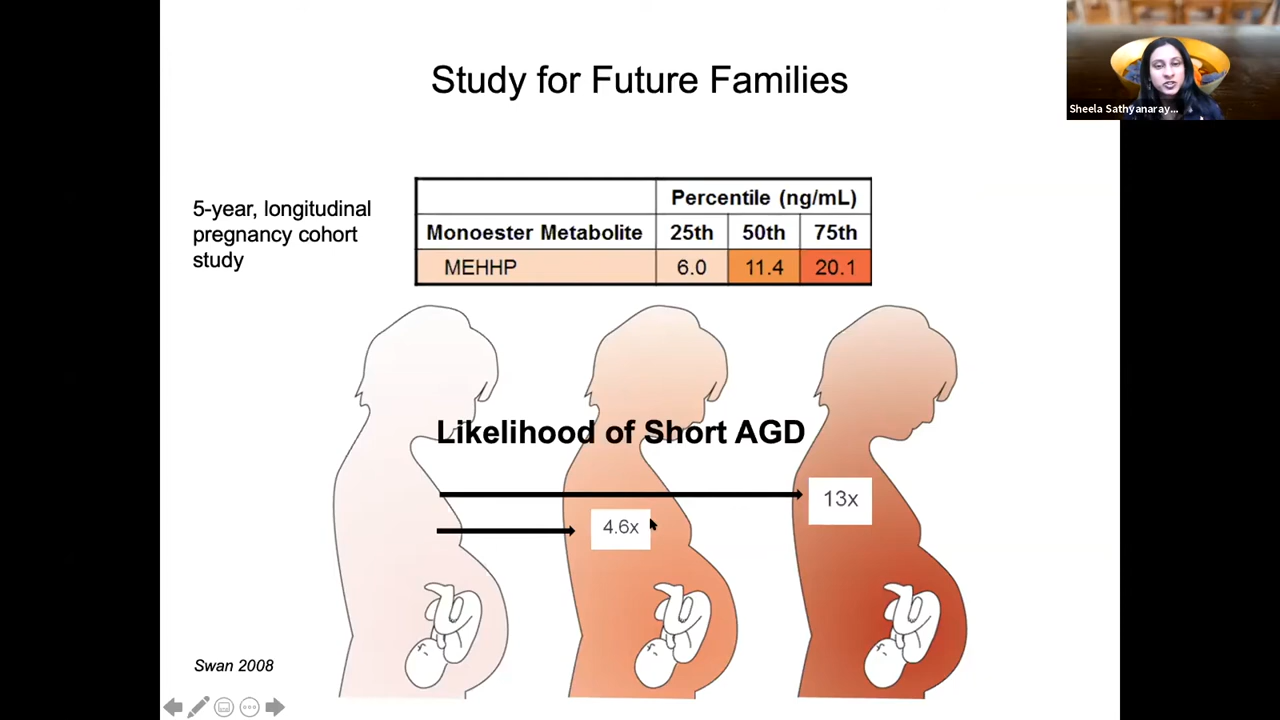 Study for Future Families
Sheela Sathyanaray...
5-year, longitudinal
pregnancy cohort
study
Percentile (ng/mL)
Monoester Metabolite 25th 50th 75th
MEHHP 6.0 11.4 20.1
Likelihood of Short AGD
13x
4.6x
Swan 2008